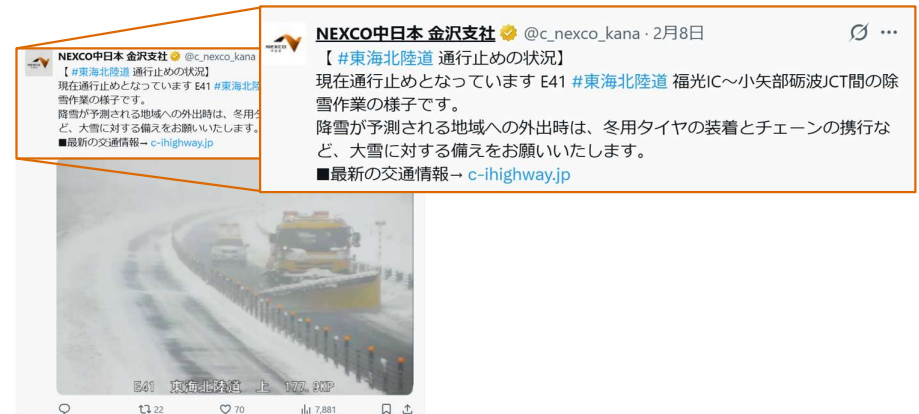 NEXCO中日本 金沢支社 @c_nexco_kana · 2月8日
【 #東海北陸道 通行止めの状況】
現在通行止めとなっています E41 #東海北陸道 福光IC～小矢部砺波JCT間の除
雪作業の様子です。
降雪が予測される地域への外出時は、冬用タイヤの装着とチェーンの携行な
ど、大雪に対する備えをお願いいたします。
■最新の交通情報→ c-ihighway.jp
NEXCO中日本 金沢支社 @c_nexco_kana
【 #東海北陸道 通行止めの状況】
現在通行止めとなっています E41 #東海北陸
雪作業の様子です。
降雪が予測される地域への外出時は、冬用タ
ど、大雪に対する備えをお願いいたします。
■最新の交通情報→ c-ihighway.jp
E41 東海北陸道 上 177.9KP
22 70 7,881